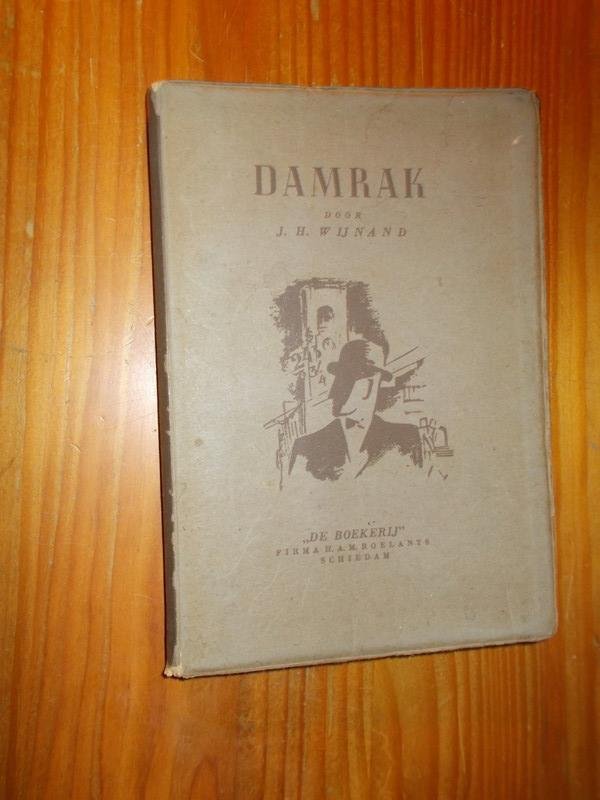 DAMRAK
DOOR
J. H. WIJNAND
„DE BOEKERIJ"
FIRMA H. A. M. ROELANTS
SCHIEDAM